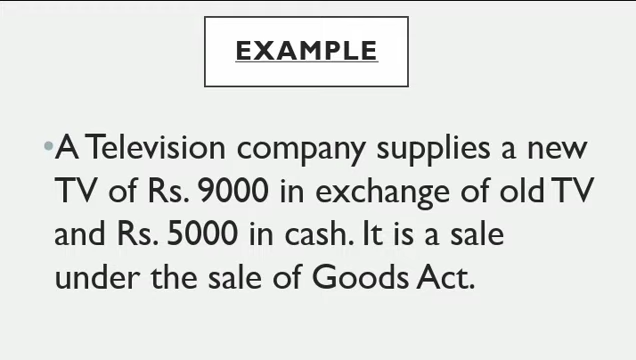 EXAMPLE
•A Television company supplies a new
TV of Rs. 9000 in exchange of old TV
and Rs. 5000 in cash. It is a sale
under the sale of Goods Act.